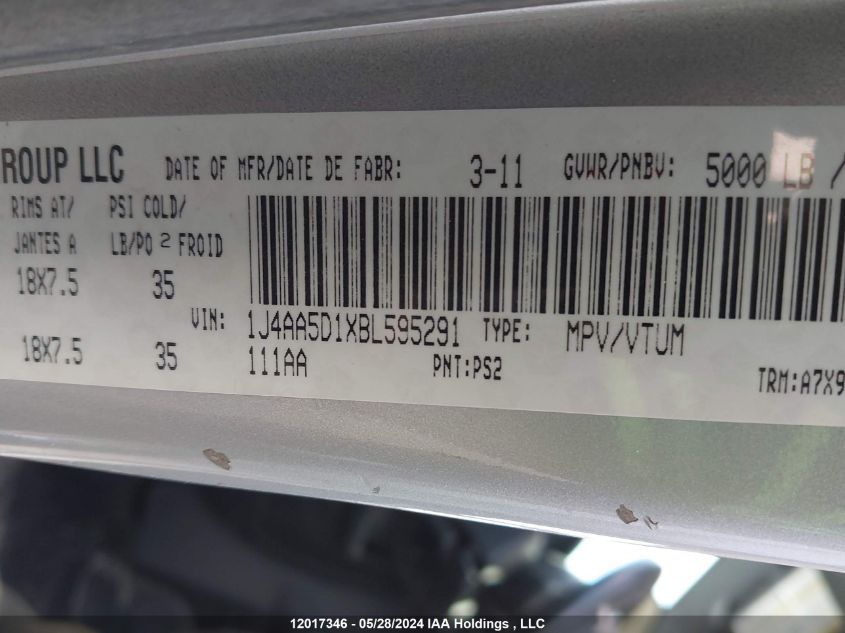 ROUP LLC DATE OF MFR/DATE DE FABR: 3-11 GVWR/PNBV: 5000 LB /
RIMS AT/ PSI COLD/
JANTES A LB/PO 2 FROID
18X7.5 35
VIN: 1J4AA5D1XBL595291 TYPE: MPV/VTUM
18X7.5 35 111AA PNT:PS2 TRM:A7X9
12017346 - 05/28/2024 IAA Holdings , LLC